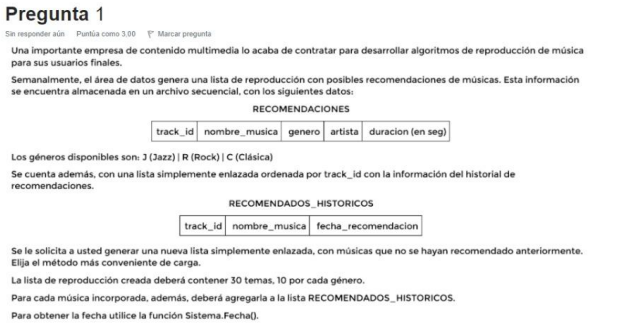 Pregunta 1
Sin responder aún Puntúa como 3,00 Marcar pregunta
Una importante empresa de contenido multimedia lo acaba de contratar para desarrollar algoritmos de reproducción de música
para sus usuarios finales.
Semanalmente, el área de datos genera una lista de reproducción con posibles recomendaciones de músicas. Esta información
se encuentra almacenada en un archivo secuencial, con los siguientes datos:
RECOMENDACIONES
track_id nombre_musica genero artista duracion (en seg)
Los géneros disponibles son: J (Jazz) | R (Rock) | C (Clásica)
Se cuenta además, con una lista simplemente enlazada ordenada por track_id con la información del historial de
recomendaciones.
RECOMENDADOS_HISTORICOS
track_id nombre_musica fecha_recomendacion
Se le solicita a usted generar una nueva lista simplemente enlazada, con músicas que no se hayan recomendado anteriormente.
Elija el método más conveniente de carga.
La lista de reproducción creada deberá contener 30 temas, 10 por cada género.
Para cada música incorporada, además, deberá agregarla a la lista RECOMENDADOS_HISTORICOS.
Para obtener la fecha utilice la función Sistema.Fecha().